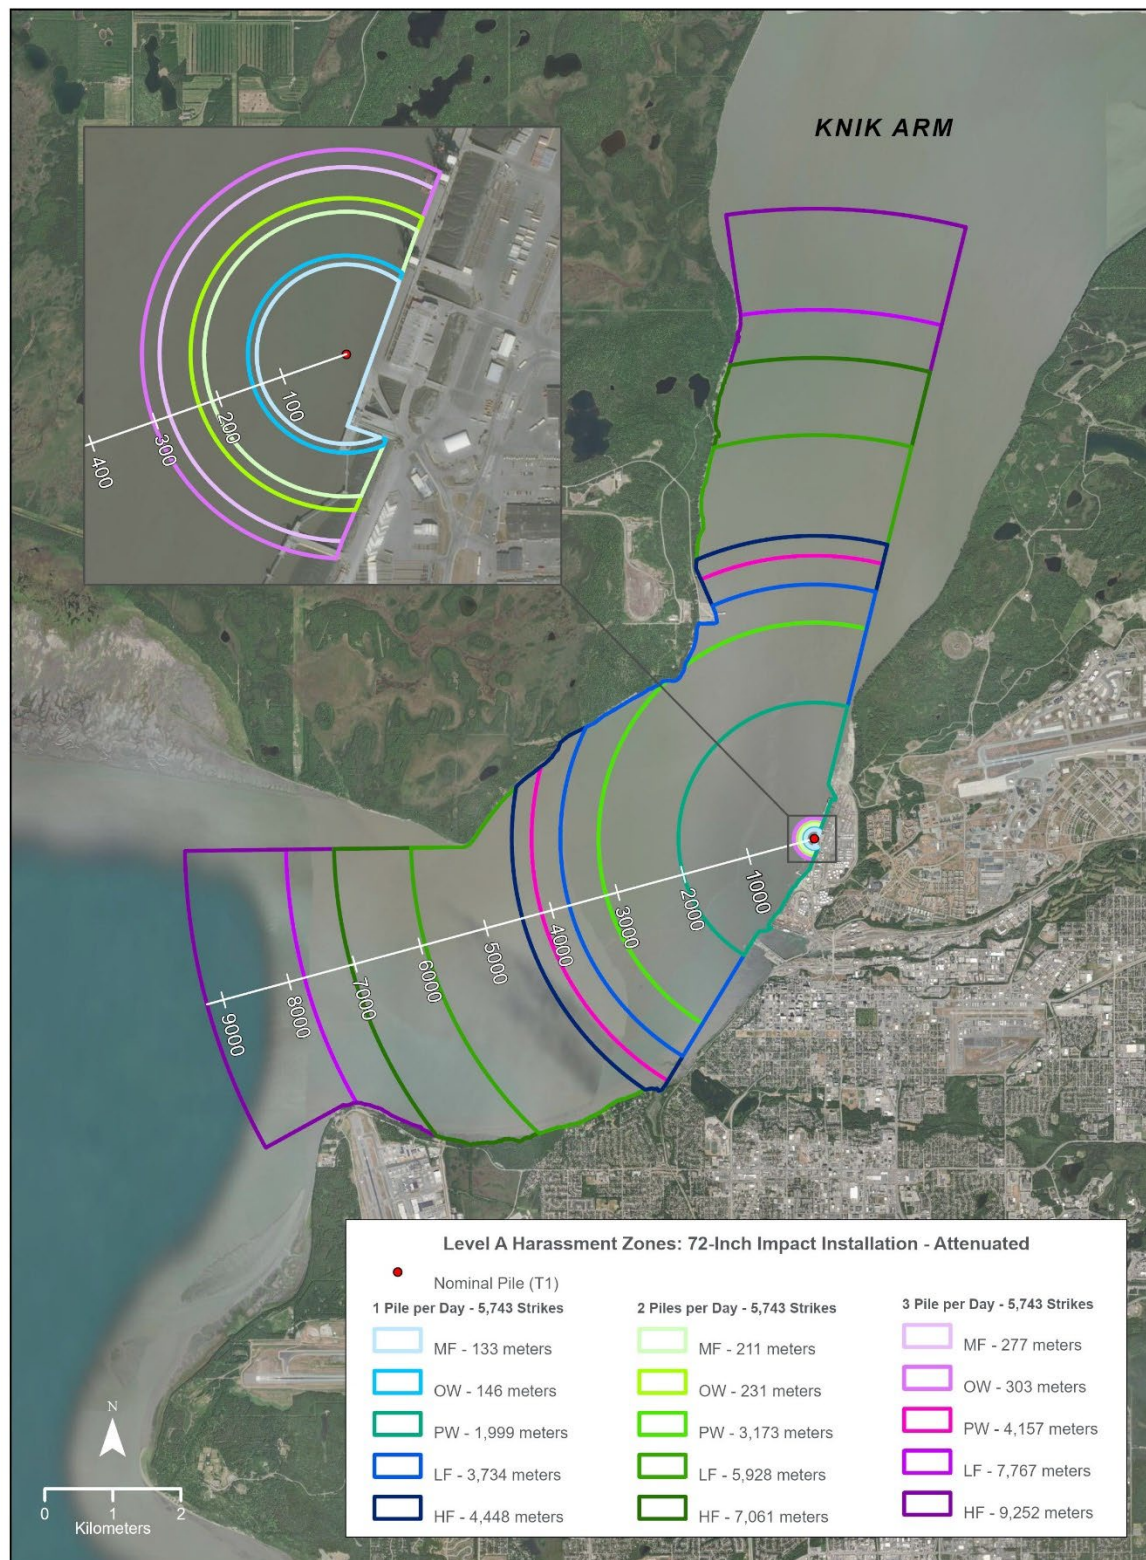 KNIK ARM
100
200
300
400
1000
2000
3000
4000
5000
6000
7000
8000
9000
Level A Harassment Zones: 72-Inch Impact Installation - Attenuated
Nominal Pile (T1)
1 Pile per Day - 5,743 Strikes
MF - 133 meters
OW - 146 meters
PW - 1,999 meters
LF - 3,734 meters
HF - 4,448 meters
2 Piles per Day - 5,743 Strikes
MF - 211 meters
OW - 231 meters
PW - 3,173 meters
LF - 5,928 meters
HF - 7,061 meters
3 Pile per Day - 5,743 Strikes
MF - 277 meters
OW - 303 meters
PW - 4,157 meters
LF - 7,767 meters
HF - 9,252 meters
N
0 1 2
Kilometers